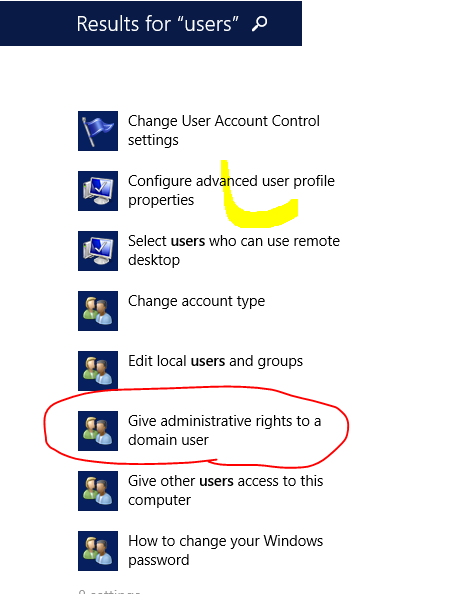 Results for “users”
Change User Account Control
settings
Configure advanced user profile
properties
Select users who can use remote
desktop
Change account type
Edit local users and groups
Give administrative rights to a
domain user
Give other users access to this
computer
How to change your Windows
password